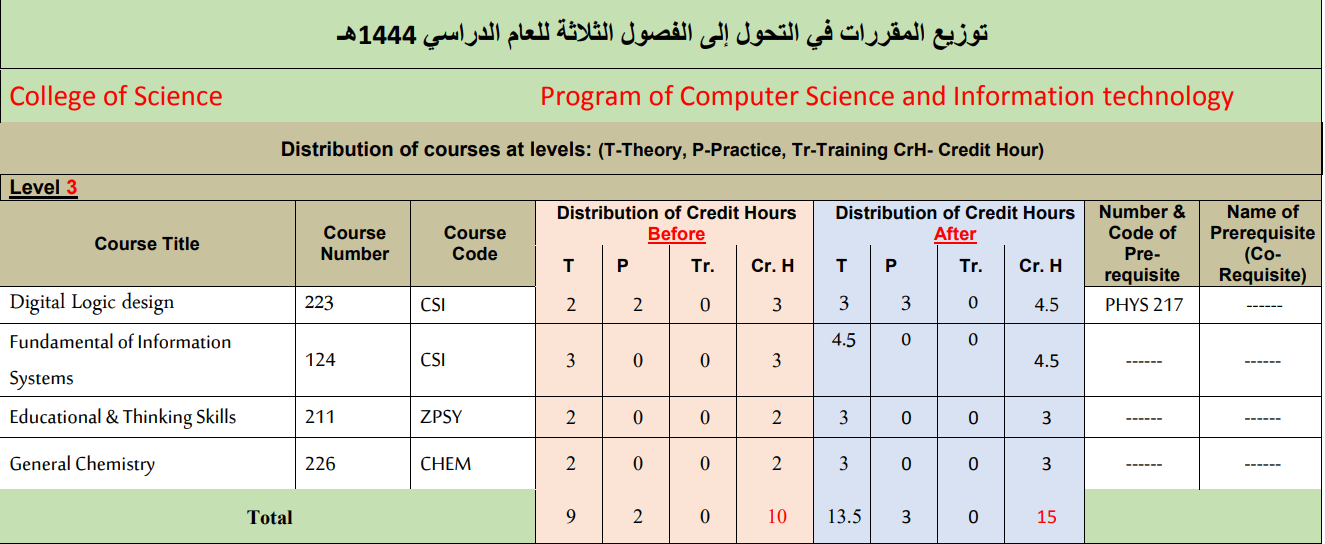 توزيع المقررات في التحول إلى الفصول الثلاثة للعام الدراسي 1444هـ
College of Science Program of Computer Science and Information technology
Distribution of courses at levels: (T-Theory, P-Practice, Tr-Training CrH- Credit Hour)
Level 3
Course Title Course Number Course Code Distribution of Credit Hours Before Distribution of Credit Hours After Number & Code of Pre-requisite Name of Prerequisite (Co-Requisite)
T P Tr. Cr. H T P Tr. Cr. H
Digital Logic design 223 CSI 2 2 0 3 3 3 0 4.5 PHYS 217 ------
Fundamental of Information Systems 124 CSI 3 0 0 3 4.5 0 0 4.5 ------ ------
Educational & Thinking Skills 211 ZPSY 2 0 0 2 3 0 0 3 ------ ------
General Chemistry 226 CHEM 2 0 0 2 3 0 0 3 ------ ------
Total 9 2 0 10 13.5 3 0 15